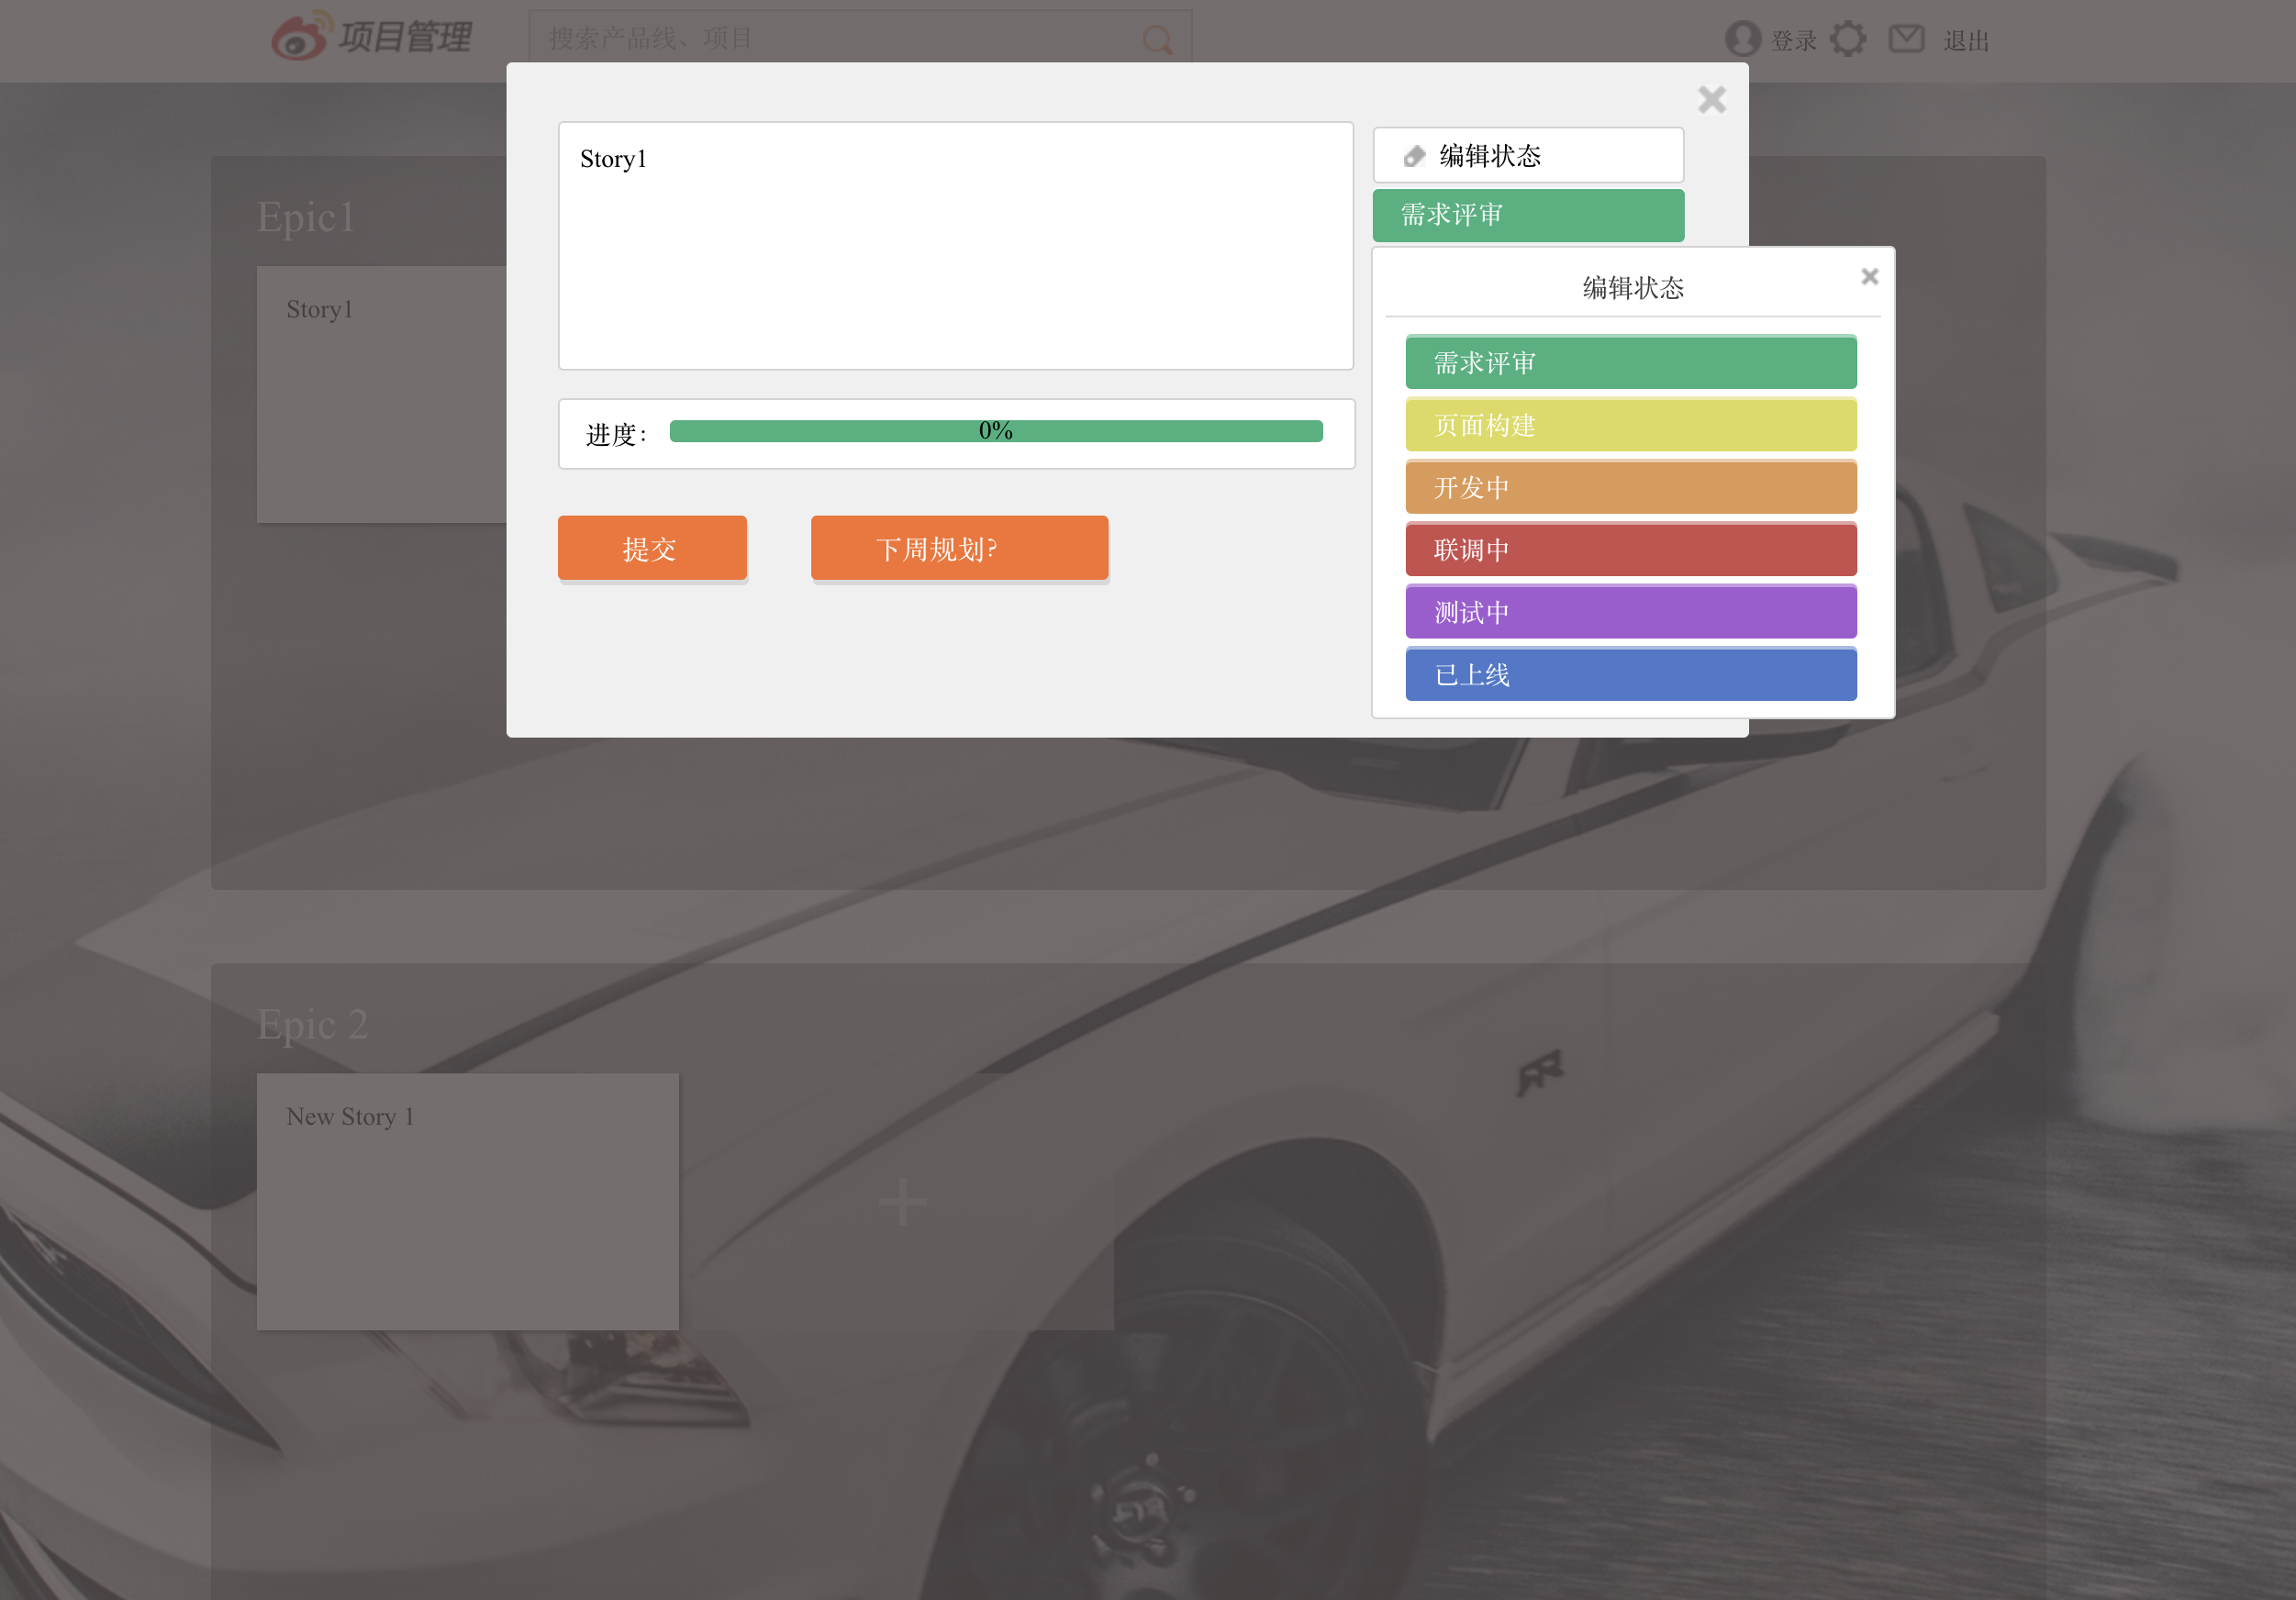 项目管理
搜索产品线、项目
登录
退出
Epic1
Story1
Story1
编辑状态
需求评审
编辑状态
需求评审
页面构建
开发中
联调中
测试中
已上线
进度：
0%
提交
下周规划?
Epic 2
New Story 1